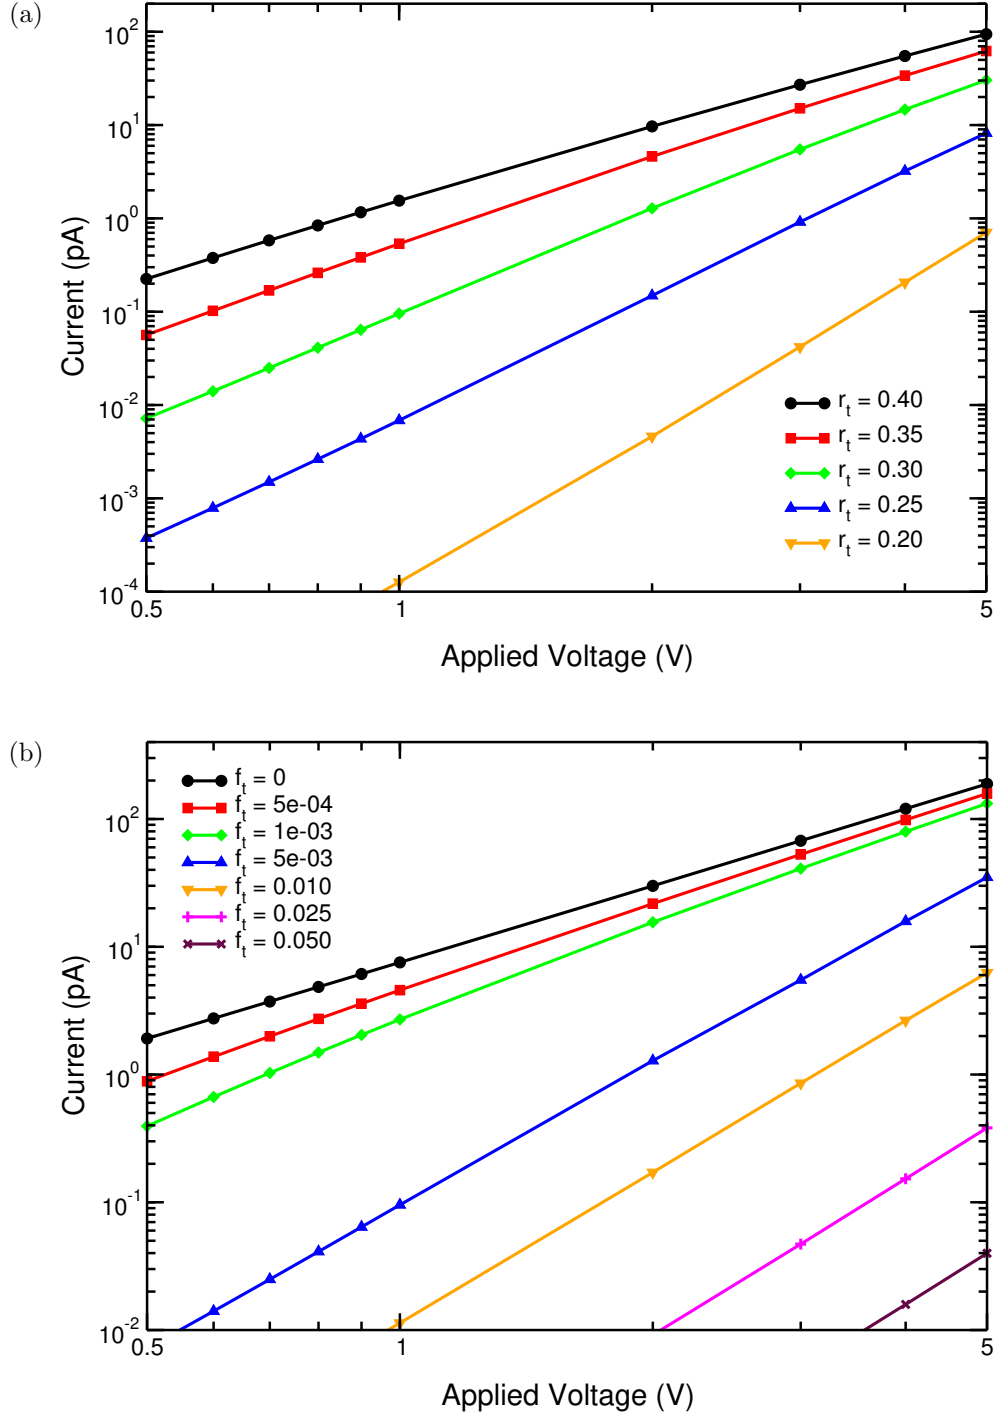 (a)
10^2
10^1
10^0
10^-1
10^-2
10^-3
10^-4
Current (pA)
r_t = 0.40
r_t = 0.35
r_t = 0.30
r_t = 0.25
r_t = 0.20
0.5 1 5
Applied Voltage (V)
(b)
f_t = 0
f_t = 5e-04
f_t = 1e-03
f_t = 5e-03
f_t = 0.010
f_t = 0.025
f_t = 0.050
10^2
10^1
10^0
10^-1
10^-2
Current (pA)
0.5 1 5
Applied Voltage (V)